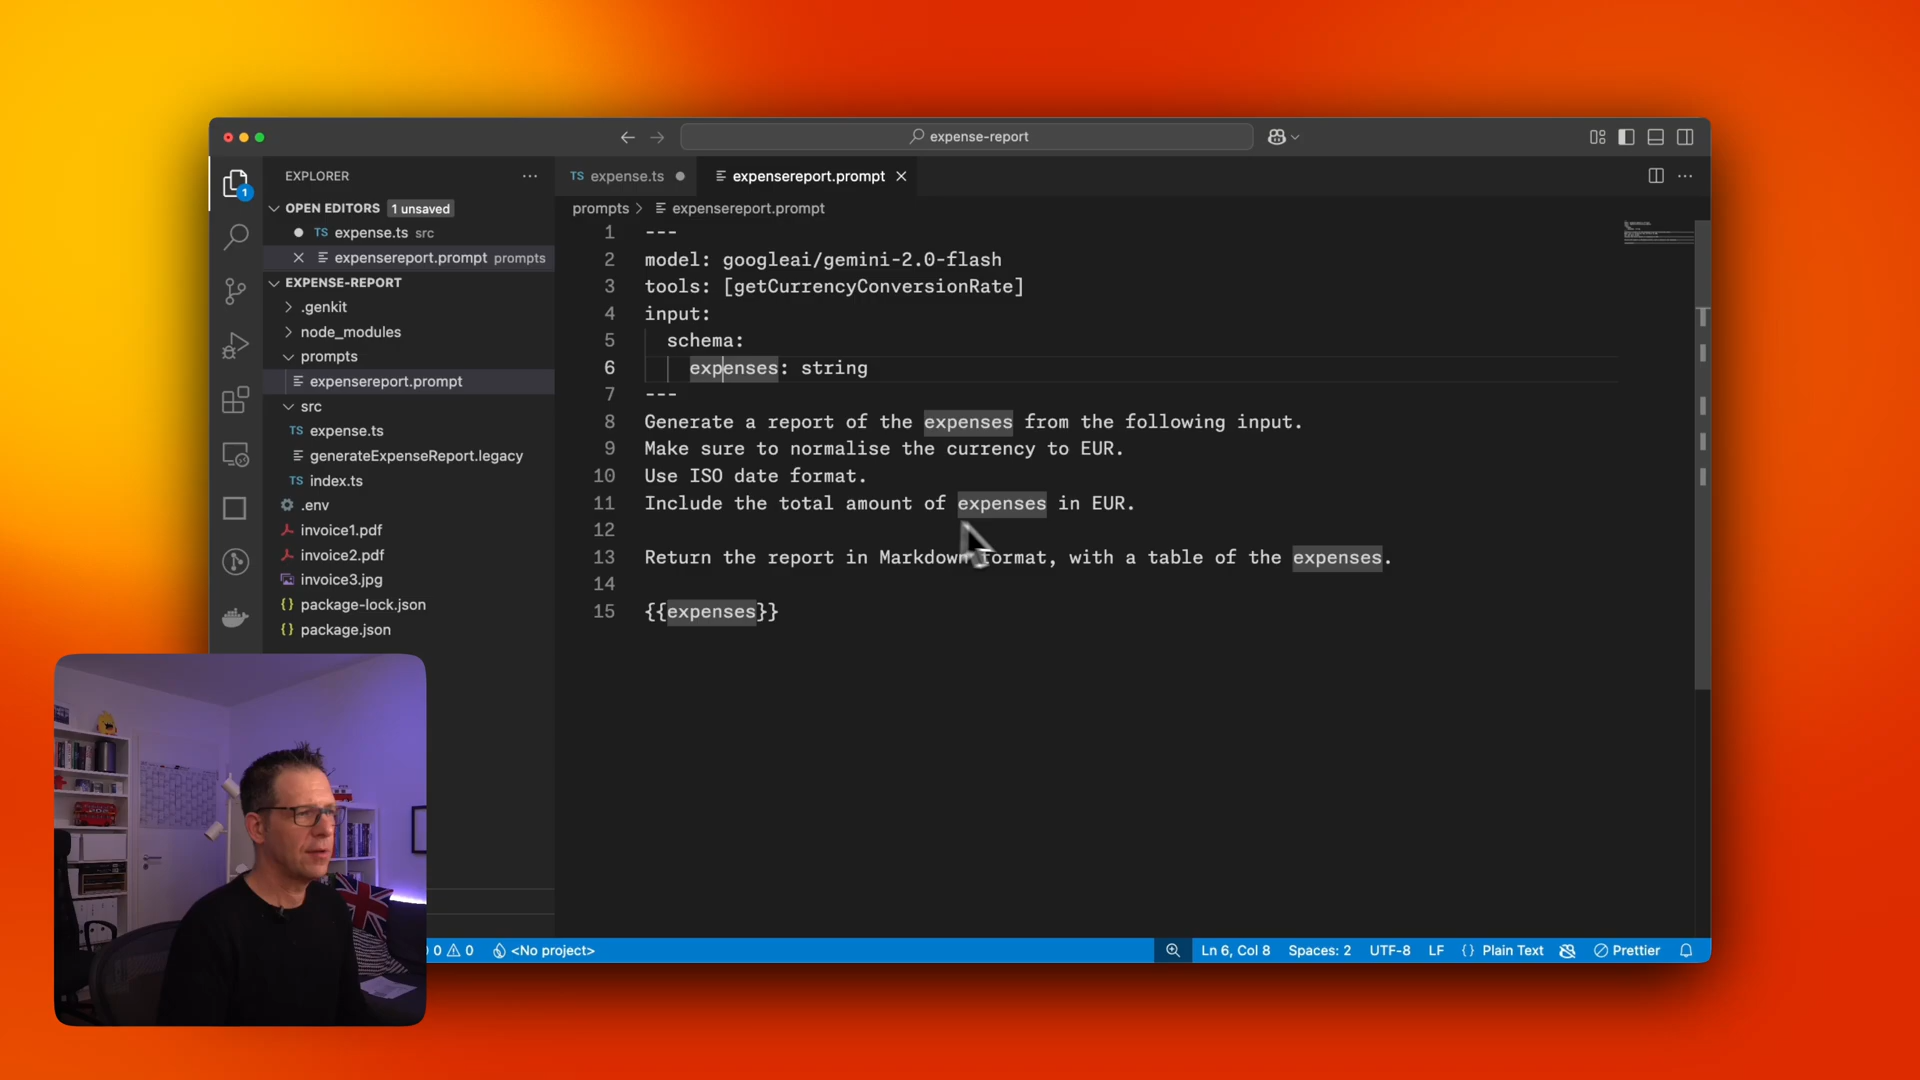 expense-report
EXPLORER
OPEN EDITORS 1 unsaved
TS expense.ts src
expensereport.prompt prompts
EXPENSE-REPORT
.genkit
node_modules
prompts
expensereport.prompt
src
TS expense.ts
generateExpenseReport.legacy
TS index.ts
.env
invoice1.pdf
invoice2.pdf
invoice3.jpg
{} package-lock.json
{} package.json
1
TS expense.ts
expensereport.prompt
prompts > expensereport.prompt
1 ---
2 model: googleai/gemini-2.0-flash
3 tools: [getCurrencyConversionRate]
4 input:
5 schema:
6 expenses: string
7 ---
8 Generate a report of the expenses from the following input.
9 Make sure to normalise the currency to EUR.
10 Use ISO date format.
11 Include the total amount of expenses in EUR.
12
13 Return the report in Markdown format, with a table of the expenses.
14
15 {{expenses}}
0 0 <No project> Ln 6, Col 8 Spaces: 2 UTF-8 LF {} Plain Text Prettier